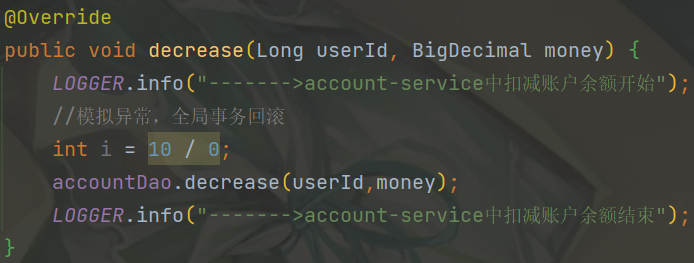 @Override
public void decrease(Long userId, BigDecimal money) {
LOGGER.info("------->account-service中扣减账户余额开始");
//模拟异常，全局事务回滚
int i = 10 / 0;
accountDao.decrease(userId,money);
LOGGER.info("------->account-service中扣减账户余额结束");
}